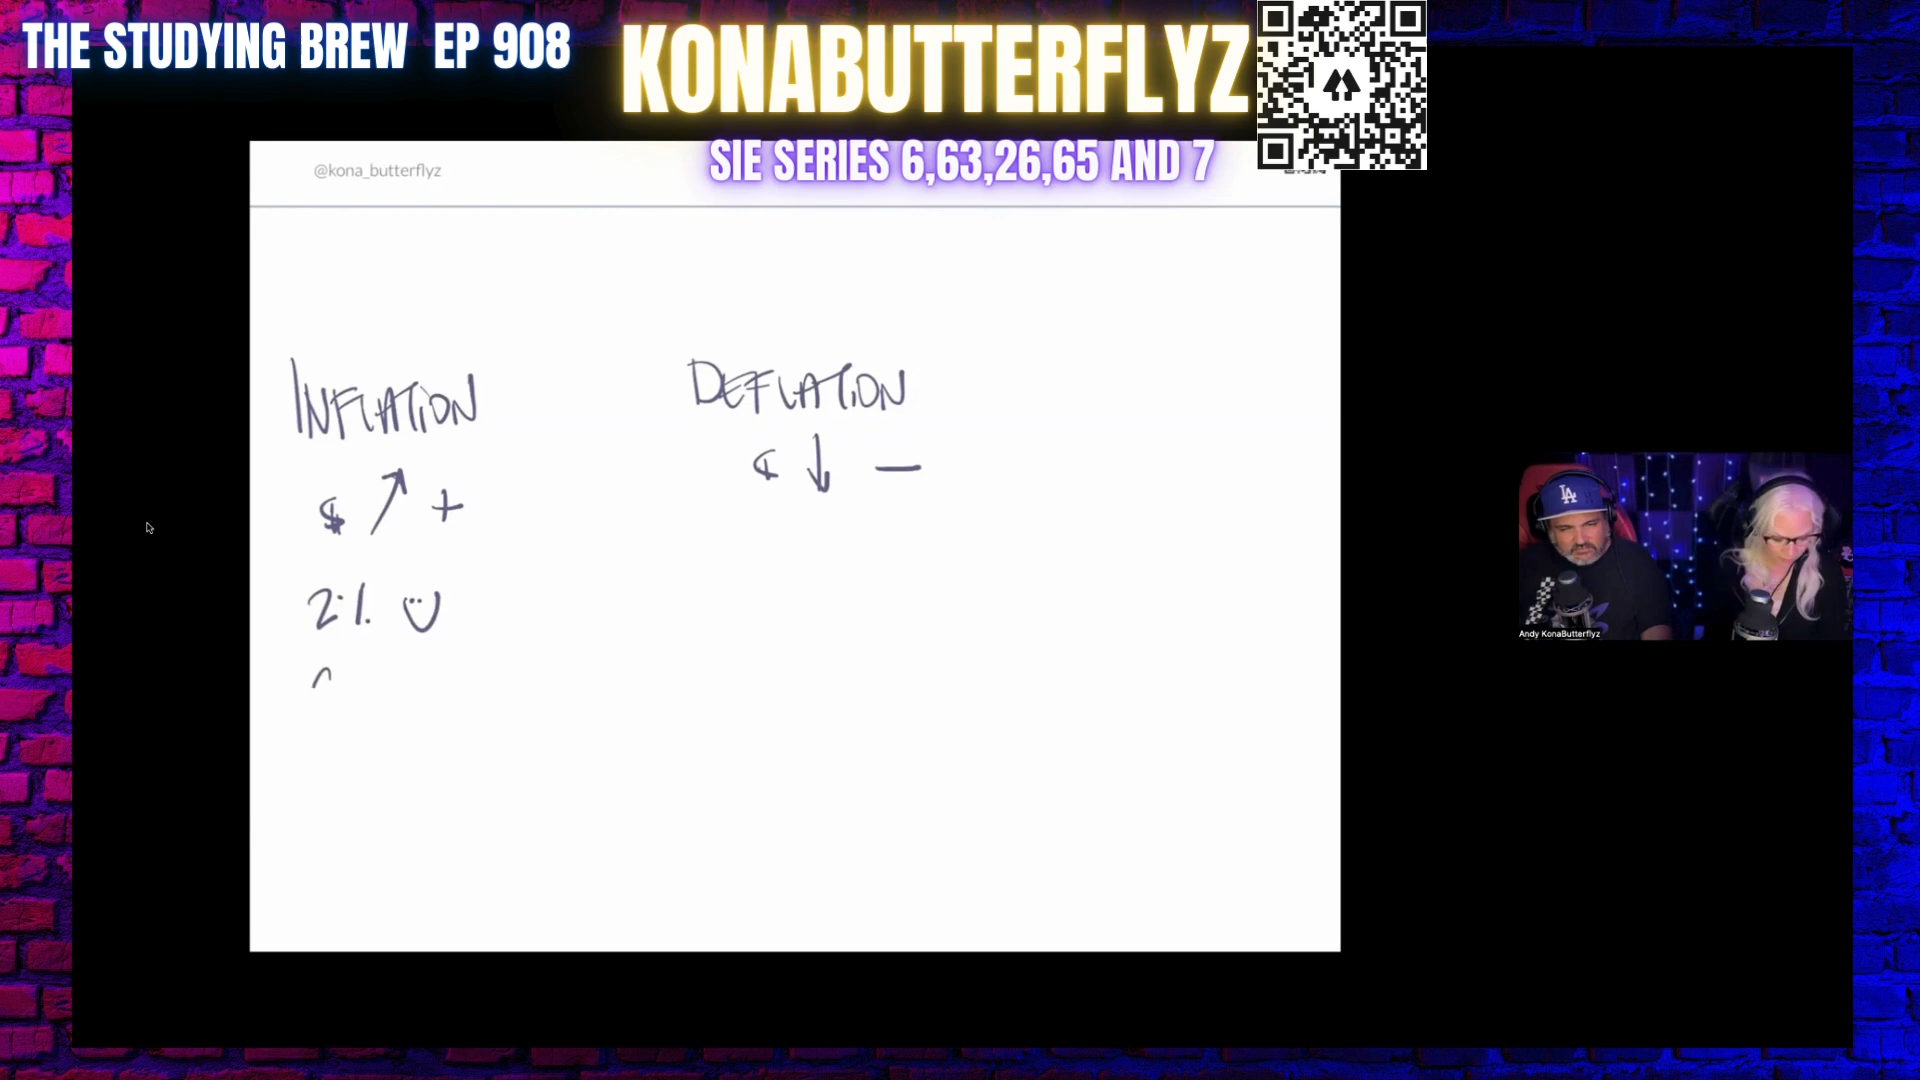 THE STUDYING BREW EP 908
KONABUTTERFLYZ
SIE SERIES 6,63,26,65 AND 7
@kona_butterflyz
INFLATION
DEFLATION
$ ↗ +
$ ↓ —
2%
LA
Andy KonaButterflyz